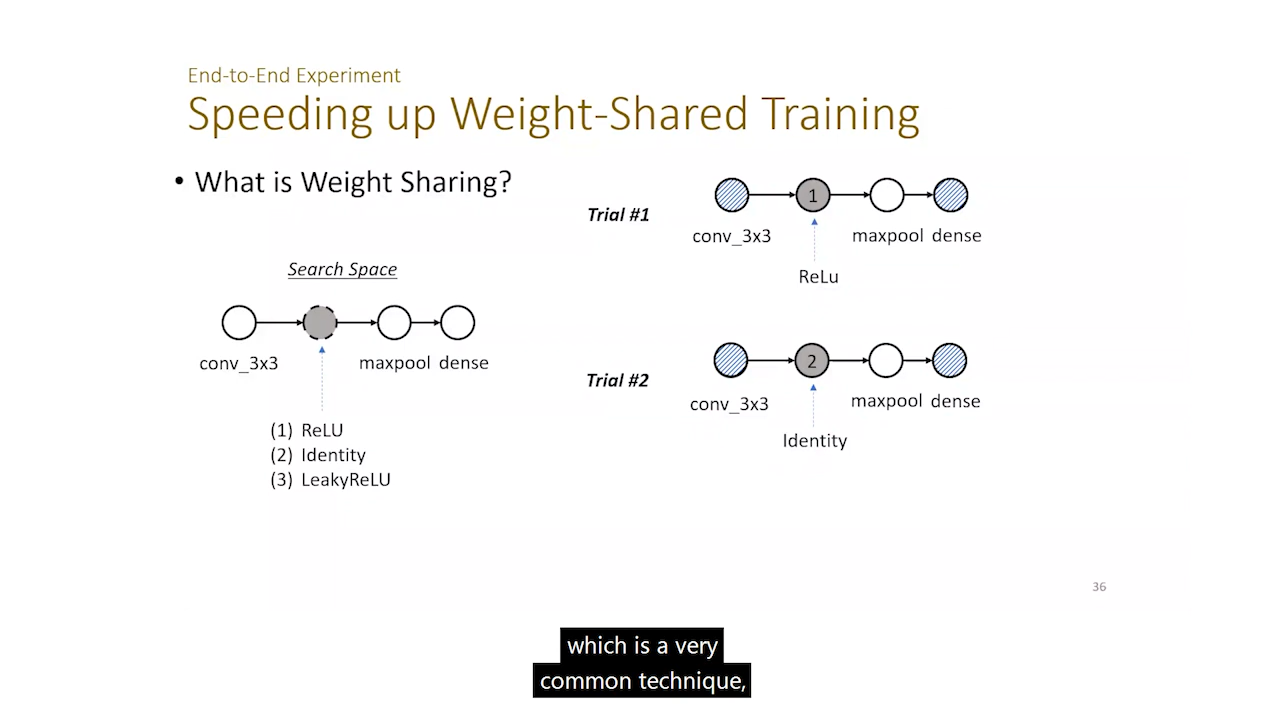 End-to-End Experiment
Speeding up Weight-Shared Training
• What is Weight Sharing?
Search Space
conv_3x3
maxpool dense
(1) ReLU
(2) Identity
(3) LeakyReLU
Trial #1
1
conv_3x3
maxpool dense
ReLu
Trial #2
2
conv_3x3
maxpool dense
Identity
36
which is a very
common technique,